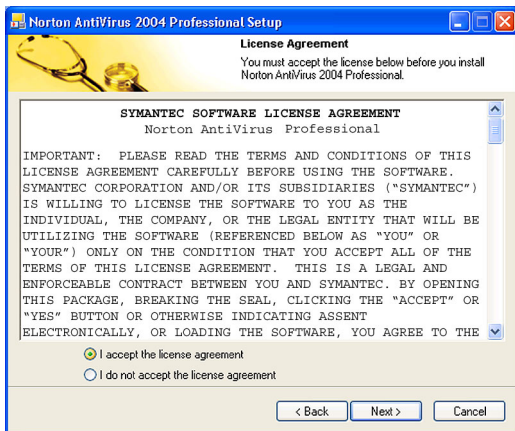 Norton AntiVirus 2004 Professional Setup
License Agreement
You must accept the license below before you install
Norton AntiVirus 2004 Professional.
SYMANTEC SOFTWARE LICENSE AGREEMENT
Norton AntiVirus Professional
IMPORTANT: PLEASE READ THE TERMS AND CONDITIONS OF THIS
LICENSE AGREEMENT CAREFULLY BEFORE USING THE SOFTWARE.
SYMANTEC CORPORATION AND/OR ITS SUBSIDIARIES (“SYMANTEC”)
IS WILLING TO LICENSE THE SOFTWARE TO YOU AS THE
INDIVIDUAL, THE COMPANY, OR THE LEGAL ENTITY THAT WILL BE
UTILIZING THE SOFTWARE (REFERENCED BELOW AS “YOU” OR
“YOUR”) ONLY ON THE CONDITION THAT YOU ACCEPT ALL OF THE
TERMS OF THIS LICENSE AGREEMENT. THIS IS A LEGAL AND
ENFORCEABLE CONTRACT BETWEEN YOU AND SYMANTEC. BY OPENING
THIS PACKAGE, BREAKING THE SEAL, CLICKING THE “ACCEPT” OR
“YES” BUTTON OR OTHERWISE INDICATING ASSENT
ELECTRONICALLY, OR LOADING THE SOFTWARE, YOU AGREE TO THE
I accept the license agreement
I do not accept the license agreement
< Back Next > Cancel